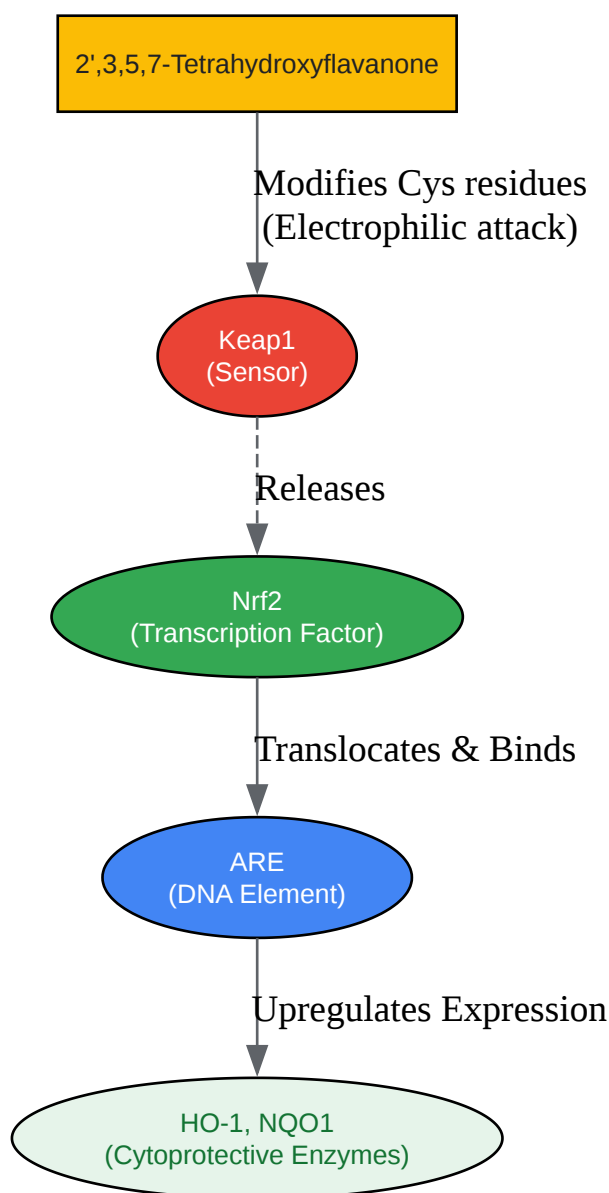 2',3,5,7-Tetrahydroxyflavanone
Modifies Cys residues
(Electrophilic attack)
Keap1
(Sensor)
Releases
Nrf2
(Transcription Factor)
Translocates & Binds
ARE
(DNA Element)
Upregulates Expression
HO-1, NQO1
(Cytoprotective Enzymes)